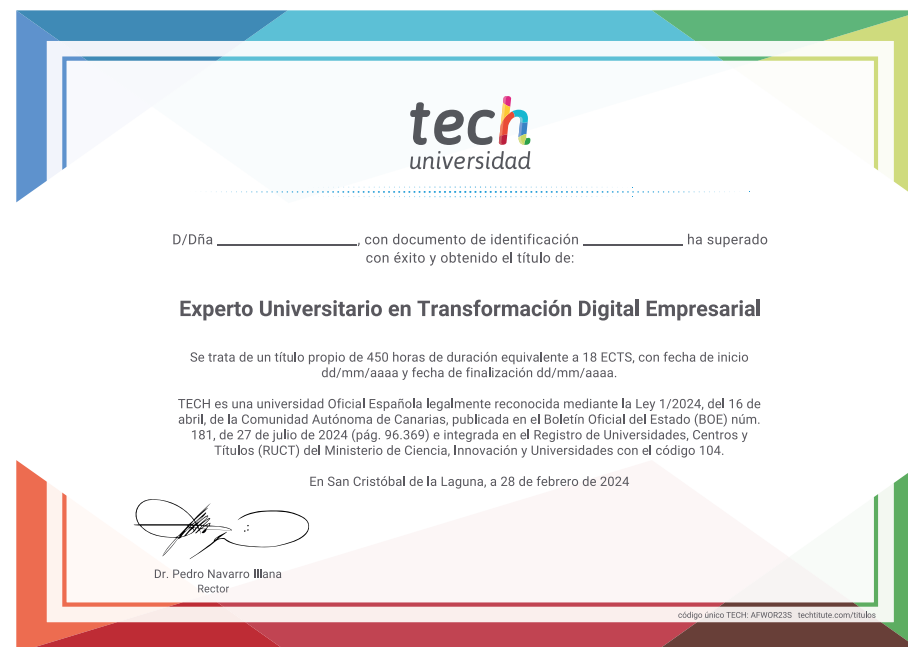 tech
universidad
D/Dña ______________, con documento de identificación __________ ha superado
con éxito y obtenido el título de:
Experto Universitario en Transformación Digital Empresarial
Se trata de un título propio de 450 horas de duración equivalente a 18 ECTS, con fecha de inicio
dd/mm/aaaa y fecha de finalización dd/mm/aaaa.
TECH es una universidad Oficial Española legalmente reconocida mediante la Ley 1/2024, del 16 de
abril, de la Comunidad Autónoma de Canarias, publicada en el Boletín Oficial del Estado (BOE) núm.
181, de 27 de julio de 2024 (pág. 96.369) e integrada en el Registro de Universidades, Centros y
Títulos (RUCT) del Ministerio de Ciencia, Innovación y Universidades con el código 104.
En San Cristóbal de la Laguna, a 28 de febrero de 2024
Dr. Pedro Navarro Illana
Rector
código único TECH: AFWOR23S techtitute.com/titulos